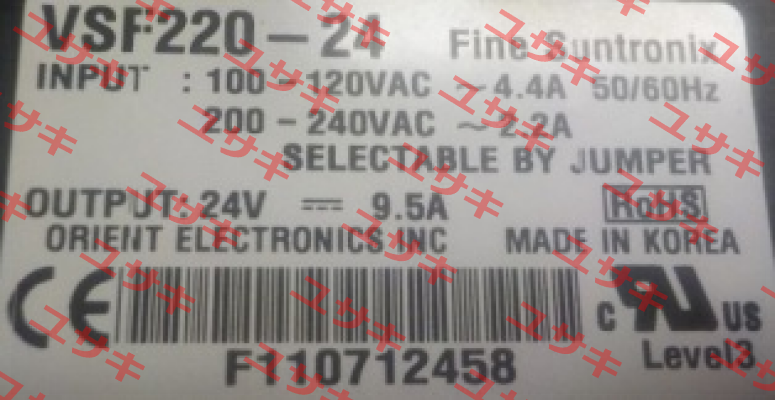 VSF220-24 Fine Suntronix
INPUT : 100-120VAC ~4.4A 50/60Hz
200-240VAC ~2.2A
SELECTABLE BY JUMPER
OUTPUT: 24V ⎓ 9.5A RoHS
ORIENT ELECTRONICS INC MADE IN KOREA
CE
C UR US
Level3
F110712458
ユサキ